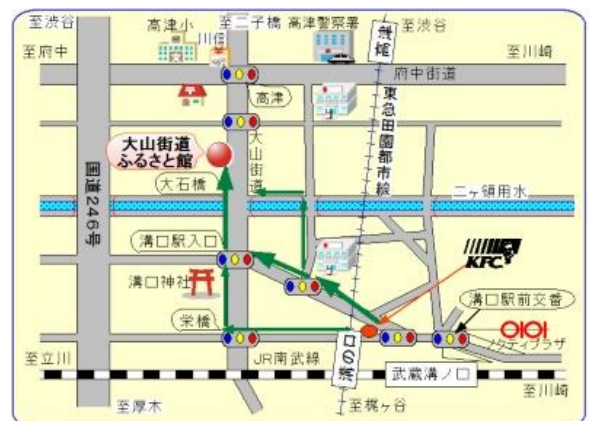 至渋谷
高津小
至二子橋
高津警察署
至渋谷
川信
至府中
至川崎
府中街道
高津
東急田園都市線
大山街道
ふるさと館
大山街道
国道246号
大石橋
二ヶ領用水
溝口駅入口
KFC
溝口神社
溝口駅前交番
栄橋
OIOI
クティプラザ
至立川
JR南武線
溝の口
武蔵溝ノ口
至川崎
至厚木
至梶ヶ谷